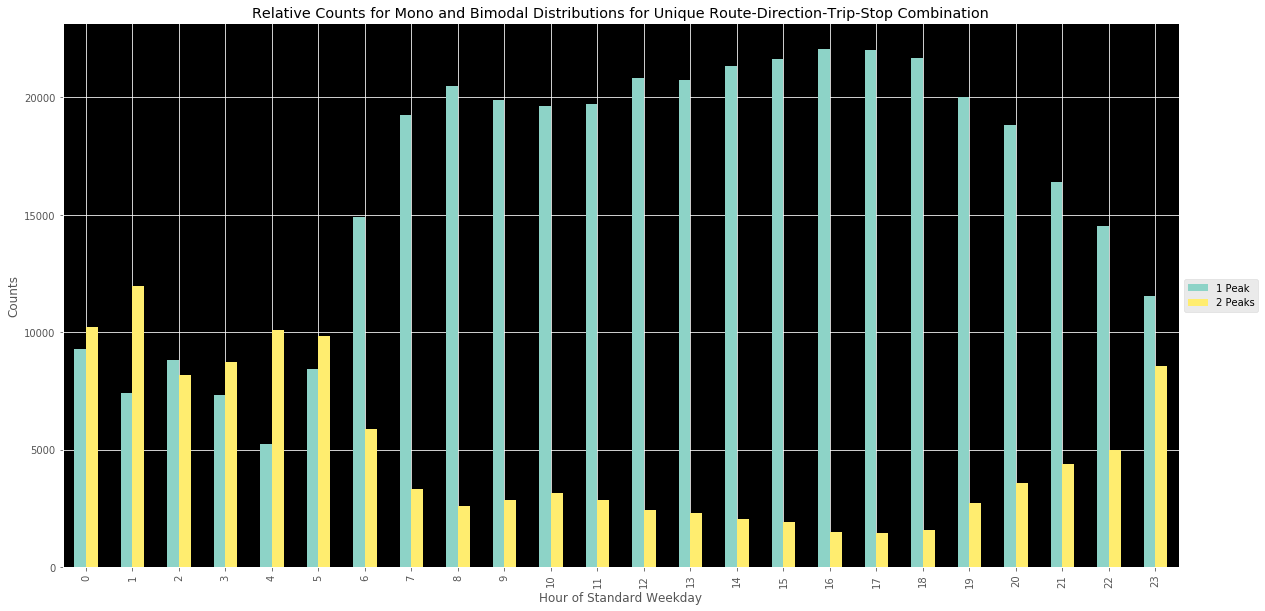 Relative Counts for Mono and Bimodal Distributions for Unique Route-Direction-Trip-Stop Combination
20000
15000
10000
5000
0
Counts
1 Peak
2 Peaks
0 1 2 3 4 5 6 7 8 9 10 11 12 13 14 15 16 17 18 19 20 21 22 23
Hour of Standard Weekday